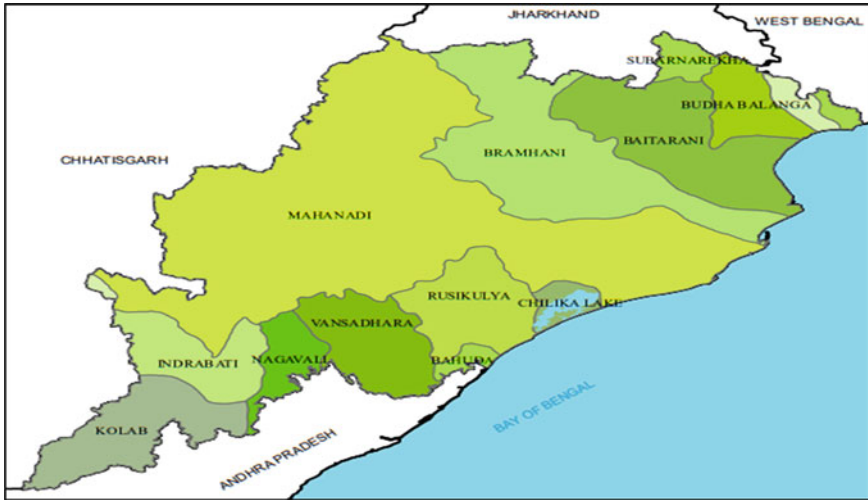 JHARKHAND
WEST BENGAL
SUBARNAREKHA
BUDHA BALANGA
BAITARANI
BRAMHANI
CHHATISGARH
MAHANADI
RUSIKULYA
CHILIKA LAKE
VANSADHARA
NAGAVALI
BAHUDA
INDRABATI
KOLAB
BAY OF BENGAL
ANDHRA PRADESH